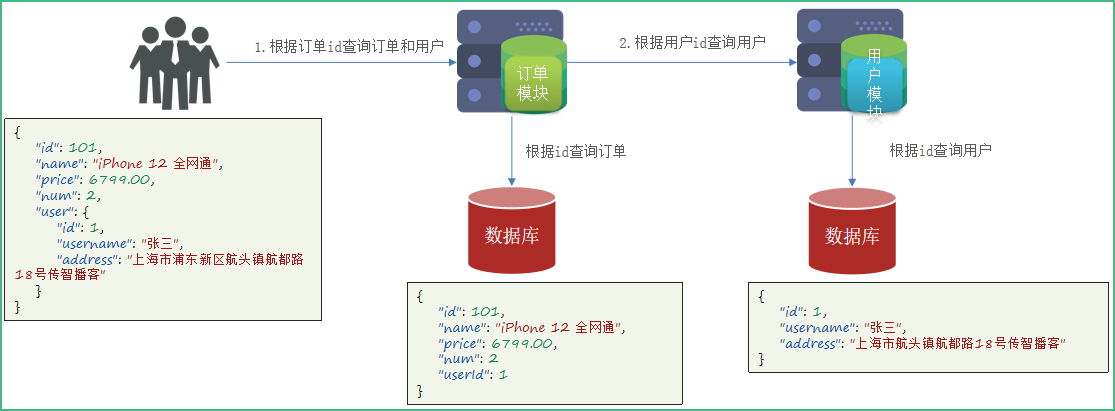 1.根据订单id查询订单和用户
2.根据用户id查询用户
订单
模块
用
户
模
块
根据id查询订单
根据id查询用户
数据库
数据库
{
"id": 101,
"name": "iPhone 12 全网通",
"price": 6799.00,
"num": 2,
"user": {
"id": 1,
"username": "张三",
"address": "上海市浦东新区航头镇航都路
18号传智播客"
}
}
{
"id": 101,
"name": "iPhone 12 全网通",
"price": 6799.00,
"num": 2
"userId": 1
}
{
"id": 1,
"username": "张三",
"address": "上海市航头镇航都路18号传智播客"
}